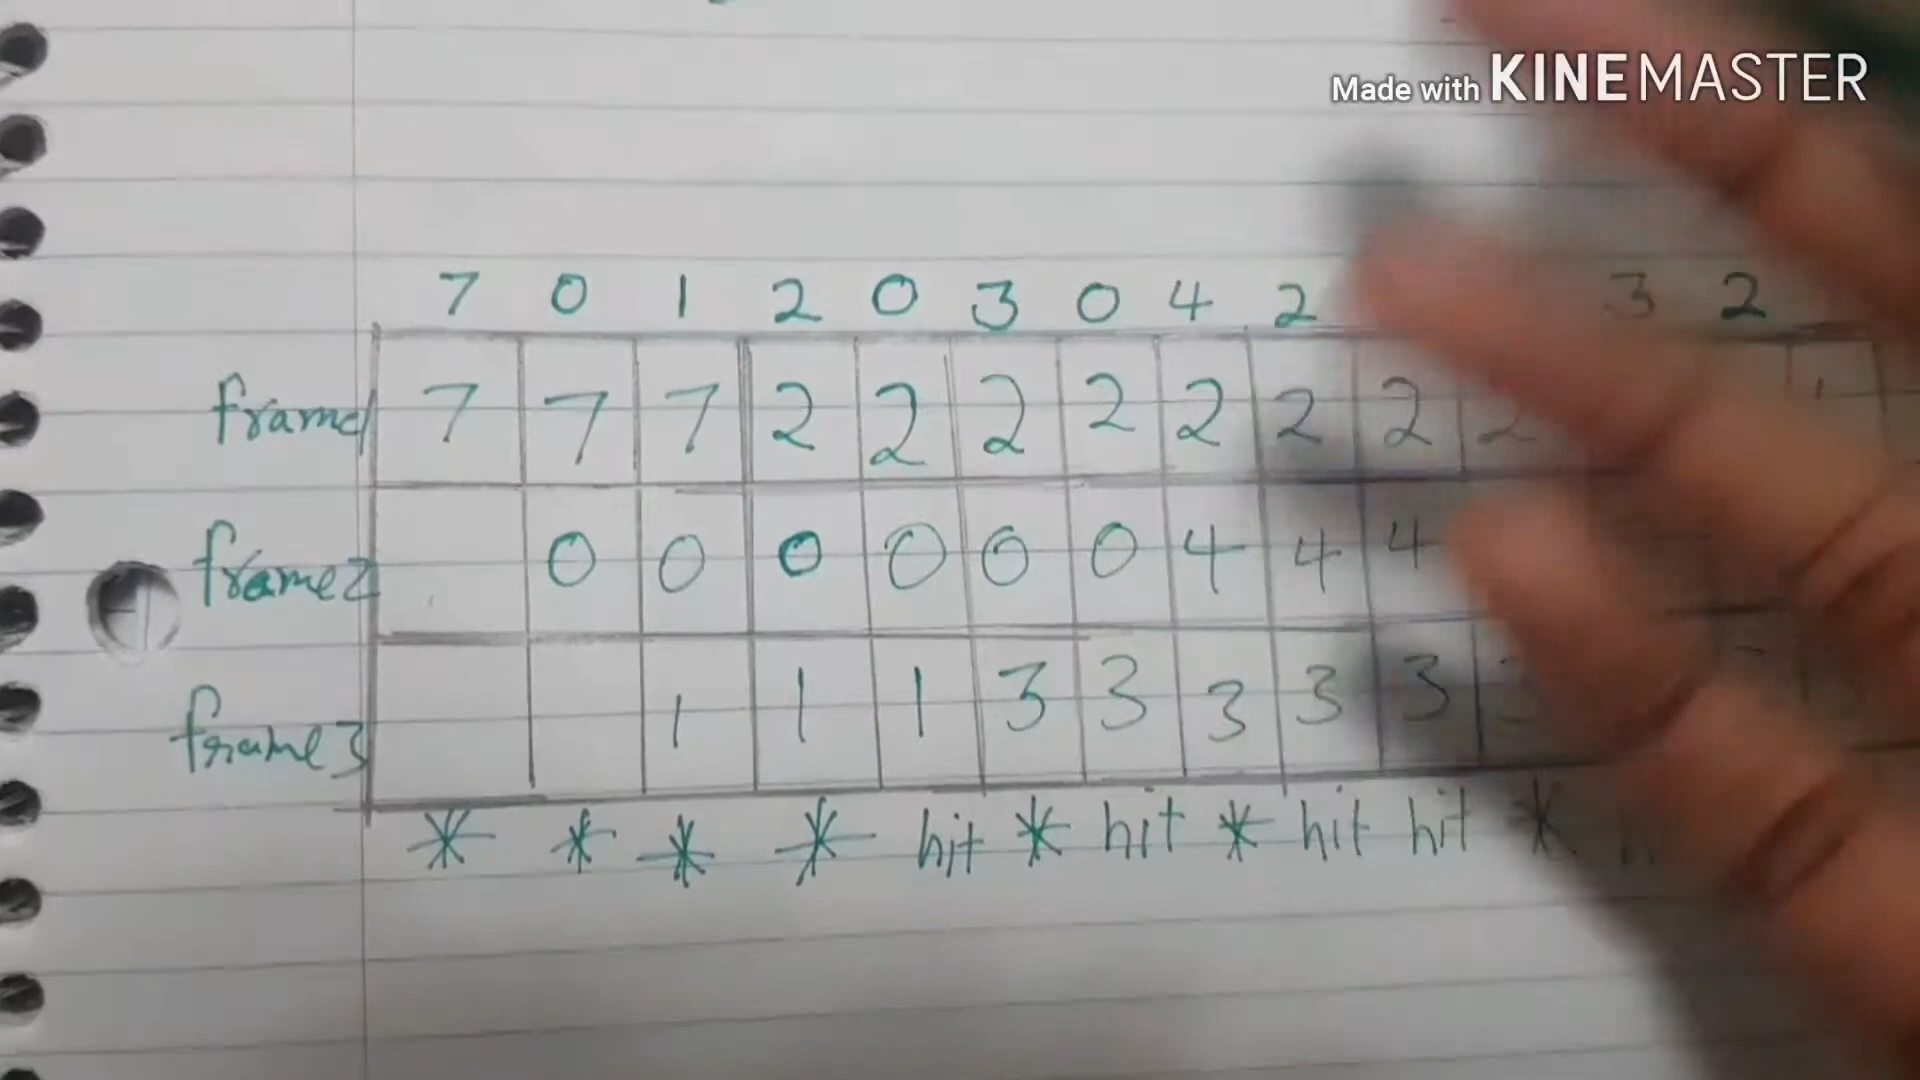 Made with KINEMASTER
7 0 1 2 0 3 0 4 2 3 2
frame1 7 7 7 2 2 2 2 2 2 2 2
frame2 0 0 0 0 0 0 4 4 4
frame3 1 1 1 3 3 3 3 3
* * * * hit * hit * hit hit *